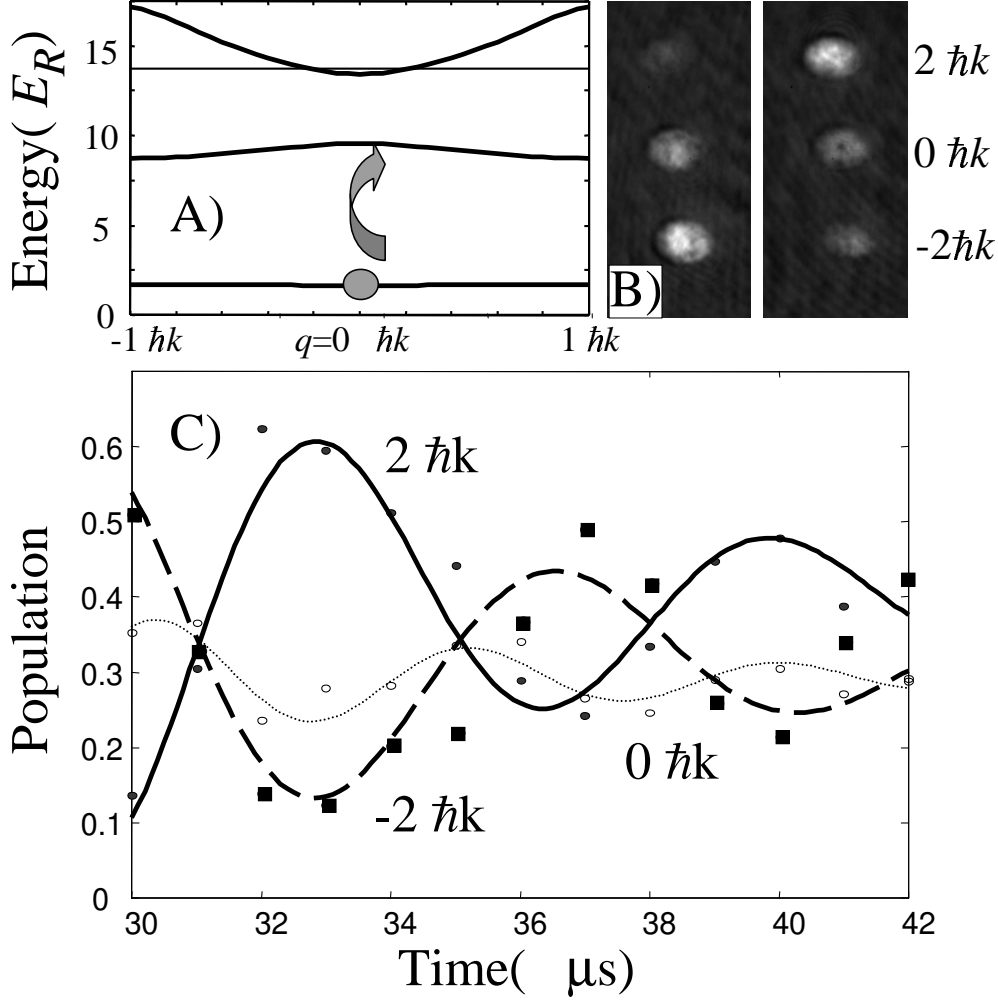 Energy( E_R)
15
10
5
0
A)
-1 ħk
q=0 ħk
1 ħk
B)
2 ħk
0 ħk
-2ħk
C)
2 ħk
-2 ħk
0 ħk
Population
0.6
0.5
0.4
0.3
0.2
0.1
0
30 32 34 36 38 40 42
Time( μs)